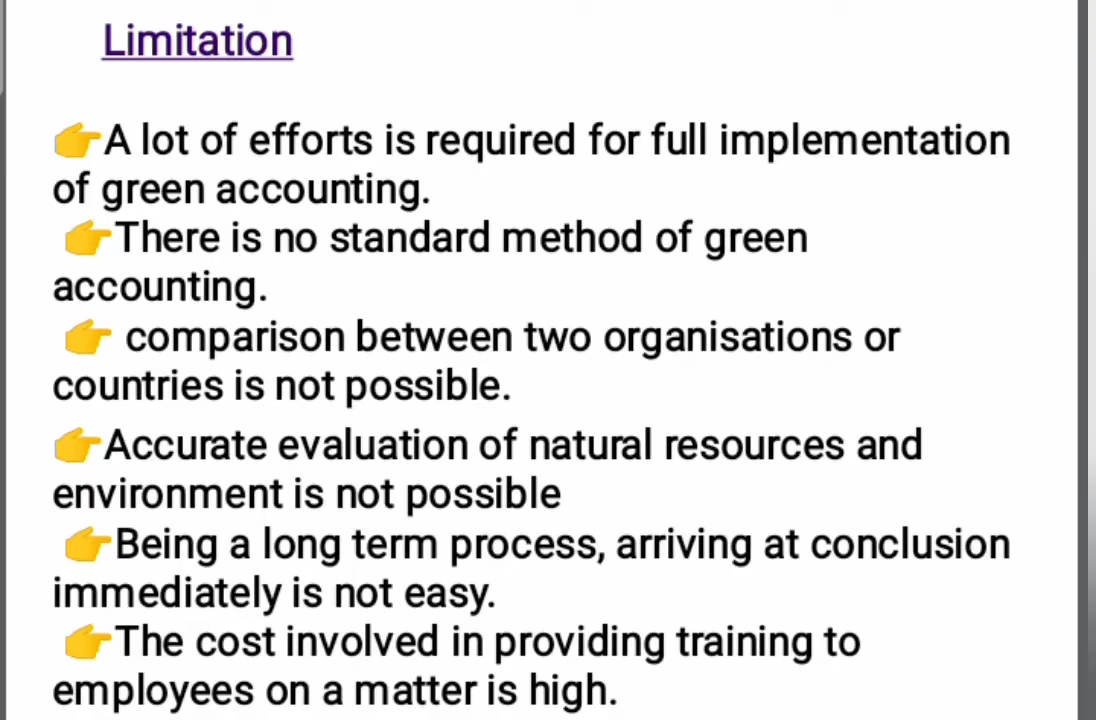 Limitation
👉A lot of efforts is required for full implementation
of green accounting.
👉There is no standard method of green
accounting.
👉 comparison between two organisations or
countries is not possible.
👉Accurate evaluation of natural resources and
environment is not possible
👉Being a long term process, arriving at conclusion
immediately is not easy.
👉The cost involved in providing training to
employees on a matter is high.